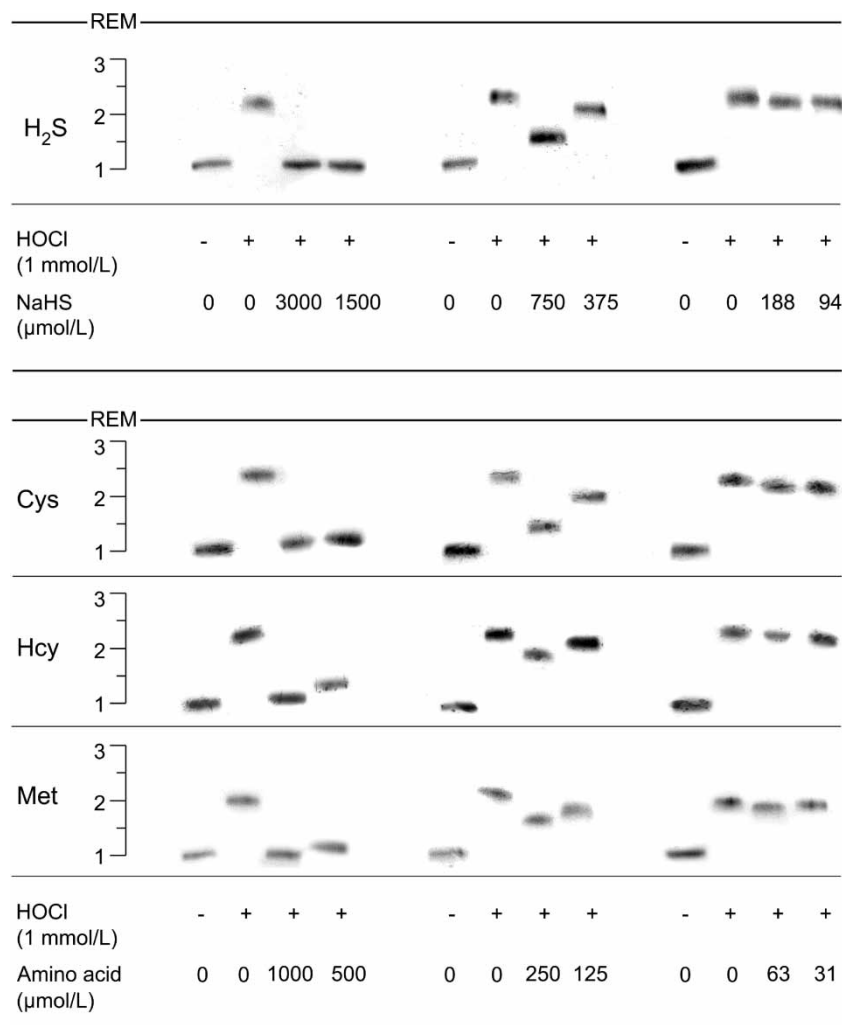 REM
3
2
H₂S
1
HOCl - + + + - + + + - + + +
(1 mmol/L)
NaHS 0 0 3000 1500 0 0 750 375 0 0 188 94
(µmol/L)
REM
3
Cys
2
1
3
Hcy
2
1
3
Met
2
1
HOCl - + + + - + + + - + + +
(1 mmol/L)
Amino acid 0 0 1000 500 0 0 250 125 0 0 63 31
(µmol/L)